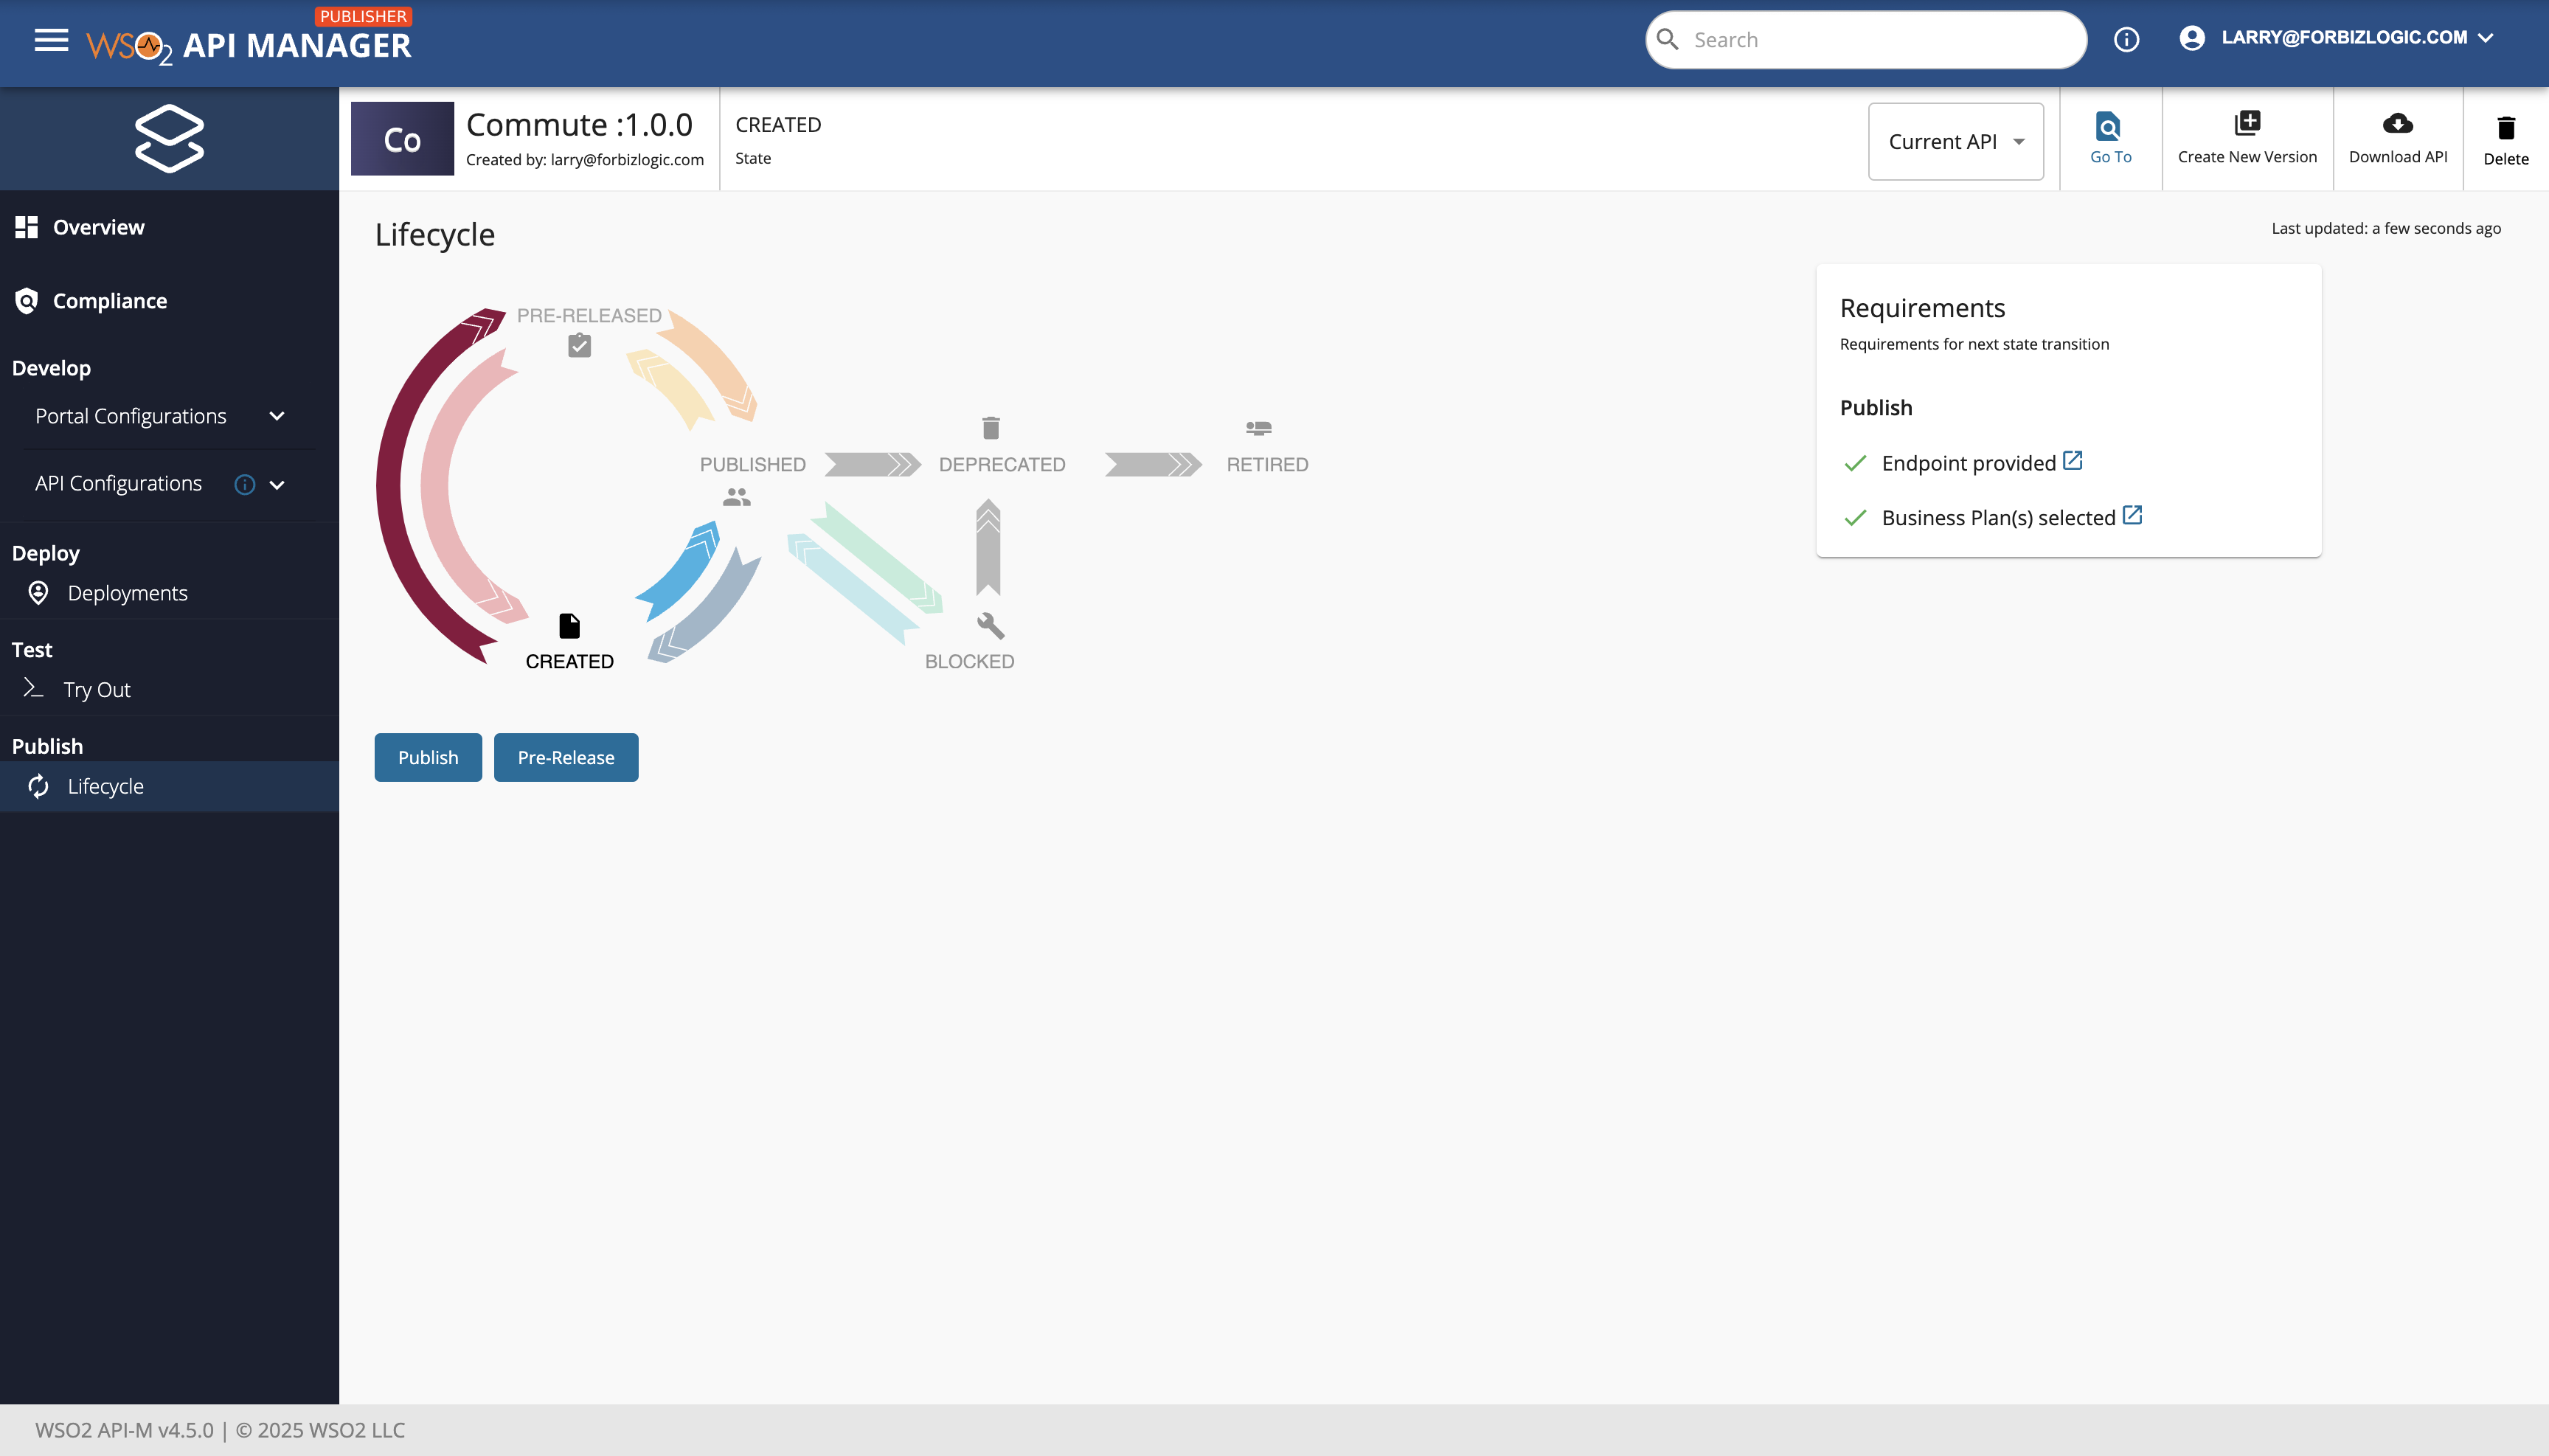 PUBLISHER
WSO2 API MANAGER
Search
LARRY@FORBIZLOGIC.COM
Co
Commute :1.0.0
Created by: larry@forbizlogic.com
CREATED
State
Current API
Go To
Create New Version
Download API
Delete
Overview
Compliance
Develop
Portal Configurations
API Configurations
Deploy
Deployments
Test
Try Out
Publish
Lifecycle
Lifecycle
Last updated: a few seconds ago
PRE-RELEASED
PUBLISHED
DEPRECATED
RETIRED
CREATED
BLOCKED
Publish
Pre-Release
Requirements
Requirements for next state transition
Publish
Endpoint provided
Business Plan(s) selected
WSO2 API-M v4.5.0 | © 2025 WSO2 LLC